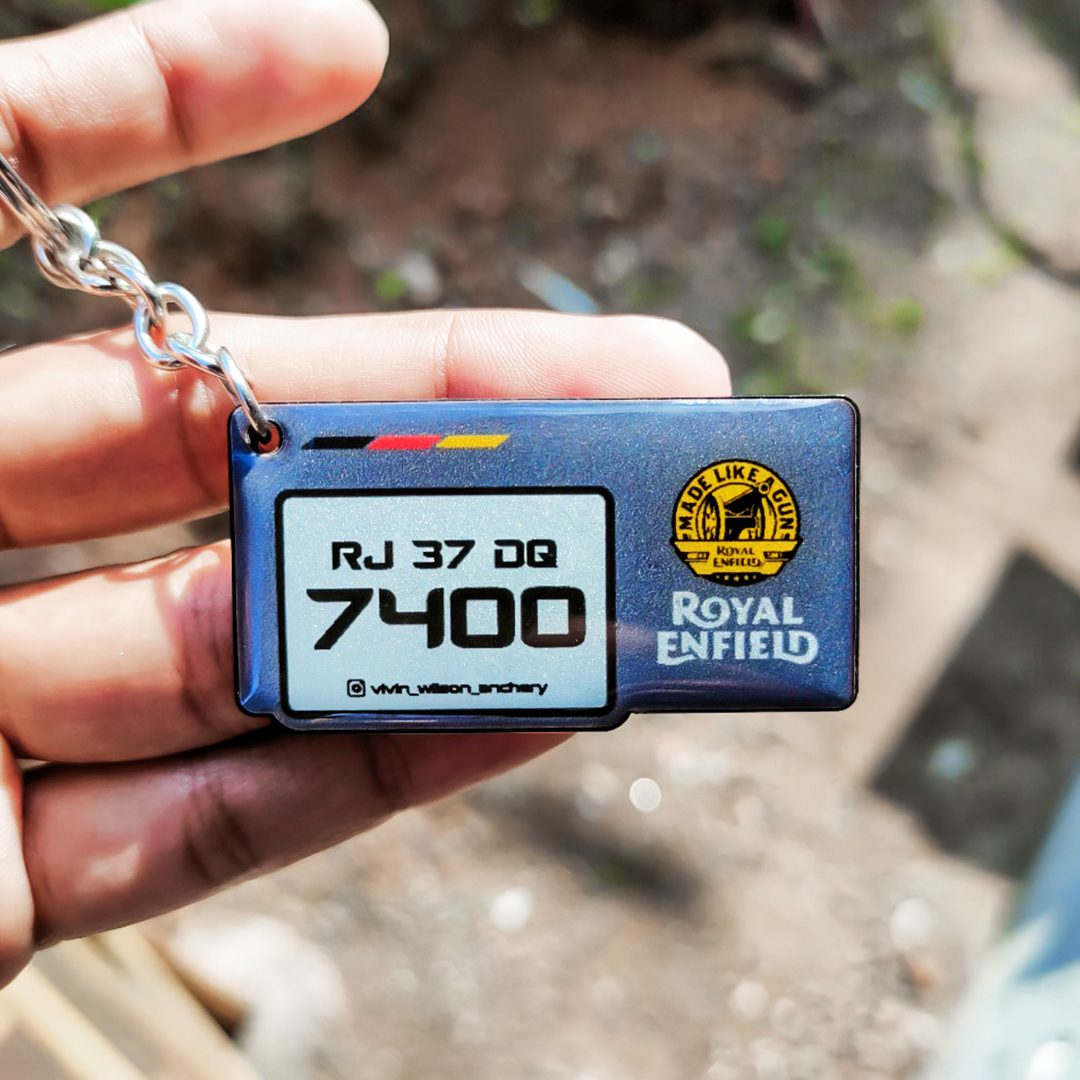 RJ 37 DQ
7400
vivin_wilson_anchery
MADE LIKE A GUN
ROYAL
ENFIELD
ROYAL
ENFIELD